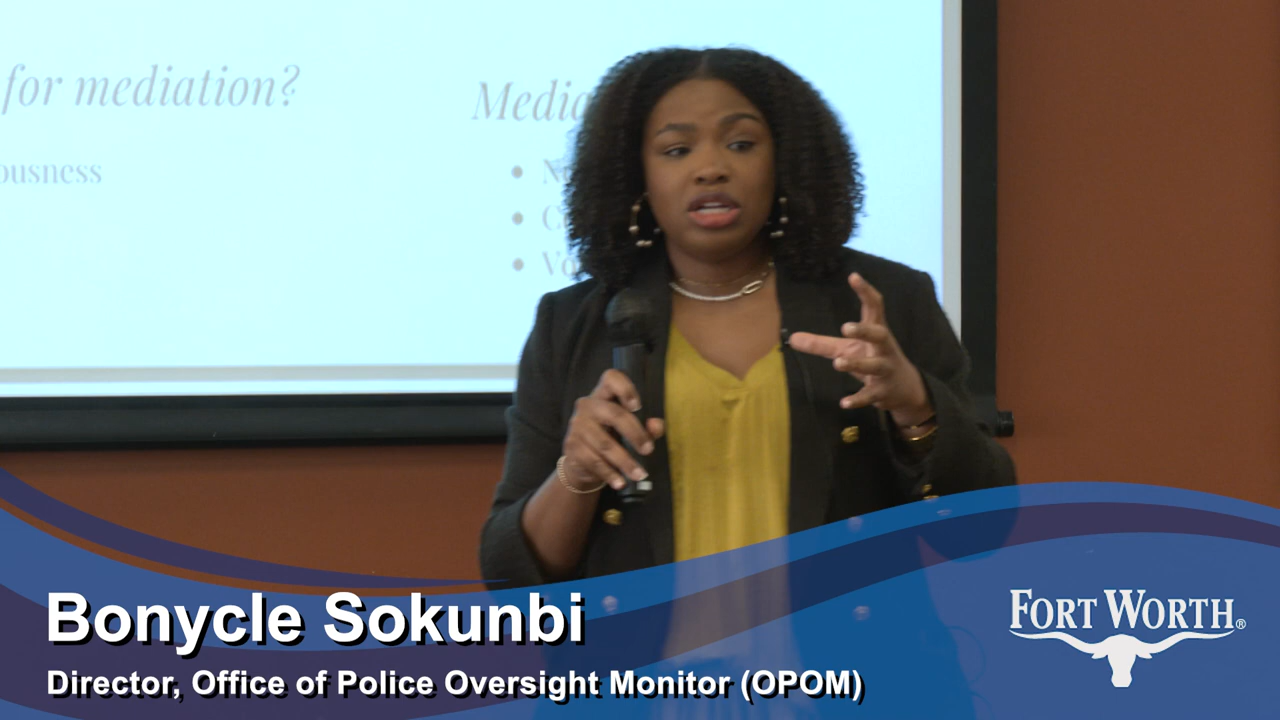 for mediation?
ousness
Bonycle Sokunbi
Director, Office of Police Oversight Monitor (OPOM)
FORT WORTH®